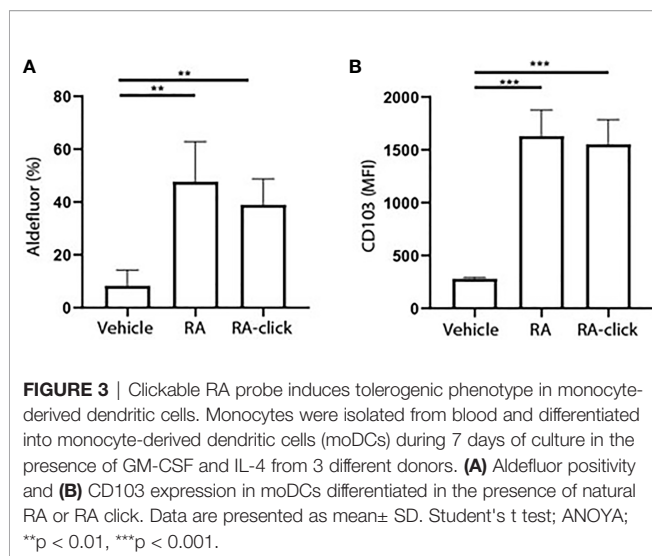 A
**
**
80
60
40
20
0
Aldefluor (%)
Vehicle RA RA-click
B
***
***
2000
1500
1000
500
0
CD103 (MFI)
Vehicle RA RA-click
FIGURE 3 | Clickable RA probe induces tolerogenic phenotype in monocyte-
derived dendritic cells. Monocytes were isolated from blood and differentiated
into monocyte-derived dendritic cells (moDCs) during 7 days of culture in the
presence of GM-CSF and IL-4 from 3 different donors. (A) Aldefluor positivity
and (B) CD103 expression in moDCs differentiated in the presence of natural
RA or RA click. Data are presented as mean± SD. Student's t test; ANOYA;
**p < 0.01, ***p < 0.001.